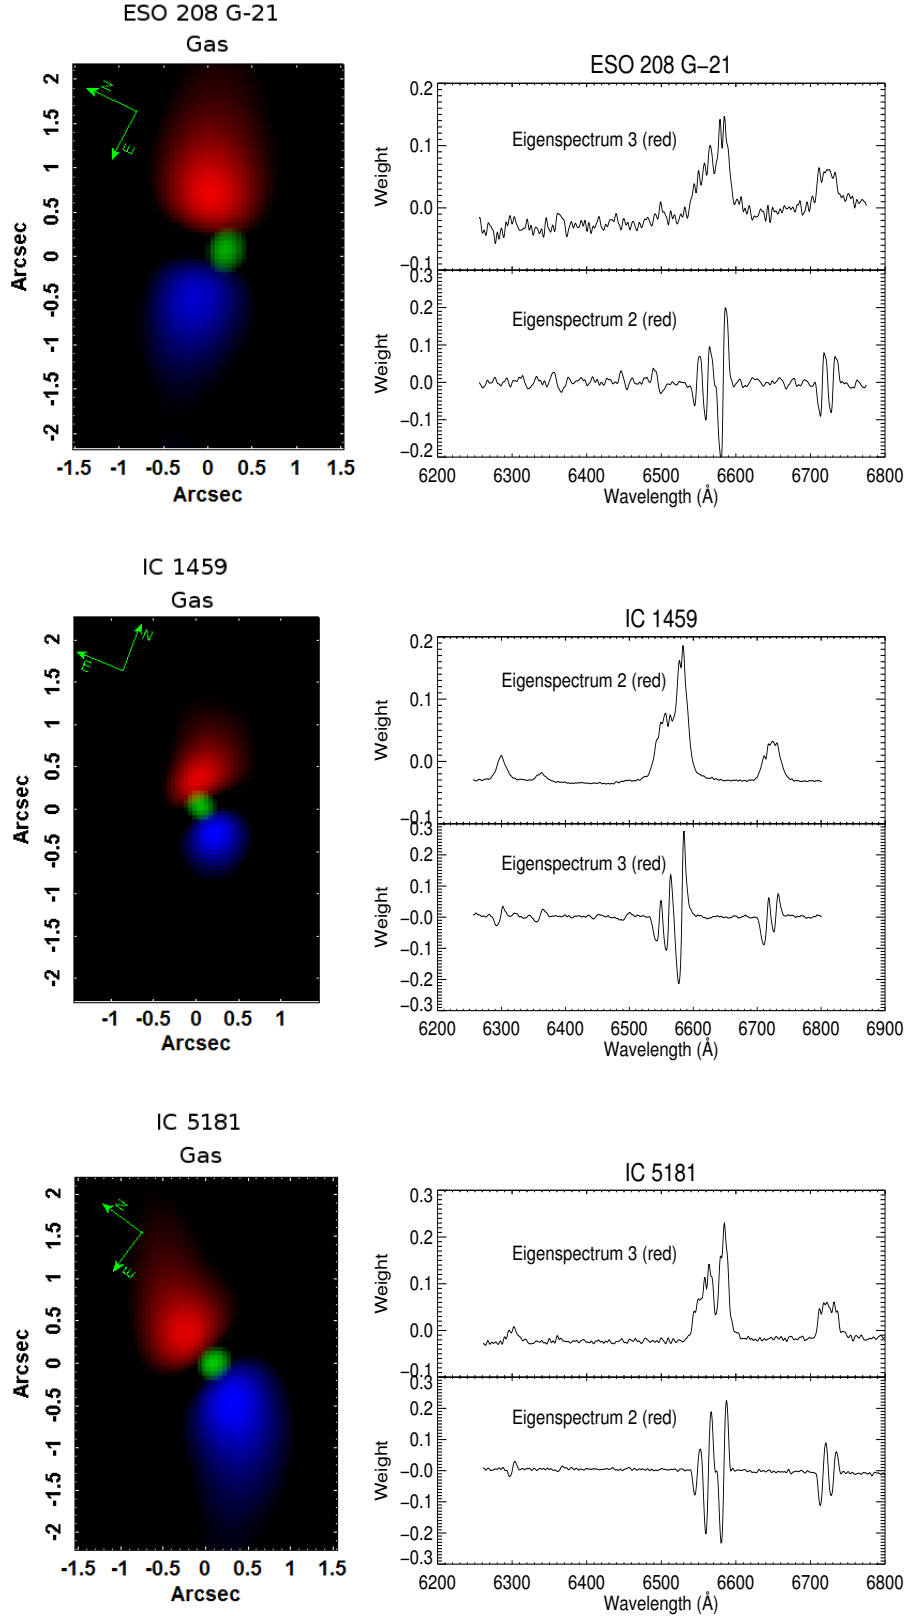 ESO 208 G-21
Gas
Arcsec
2
1.5
1
0.5
0
-0.5
-1
-1.5
-2
N
E
-1.5 -1 -0.5 0 0.5 1 1.5
Arcsec
ESO 208 G−21
Weight
0.2
0.1
0.0
−0.1
Eigenspectrum 3 (red)
Weight
0.3
0.2
0.1
0.0
−0.1
−0.2
Eigenspectrum 2 (red)
6200 6300 6400 6500 6600 6700 6800
Wavelength (Å)
IC 1459
Gas
Arcsec
2
1.5
1
0.5
0
-0.5
-1
-1.5
-2
N
E
-1 -0.5 0 0.5 1
Arcsec
IC 1459
Weight
0.2
0.1
0.0
−0.1
Eigenspectrum 2 (red)
Weight
0.3
0.2
0.1
−0.0
−0.1
−0.2
−0.3
Eigenspectrum 3 (red)
6200 6300 6400 6500 6600 6700 6800 6900
Wavelength (Å)
IC 5181
Gas
Arcsec
2
1.5
1
0.5
0
-0.5
-1
-1.5
-2
N
E
-1.5 -1 -0.5 0 0.5 1 1.5
Arcsec
IC 5181
Weight
0.3
0.2
0.1
0.0
−0.1
Eigenspectrum 3 (red)
Weight
0.3
0.2
0.1
−0.0
−0.1
−0.2
−0.3
Eigenspectrum 2 (red)
6200 6300 6400 6500 6600 6700 6800
Wavelength (Å)